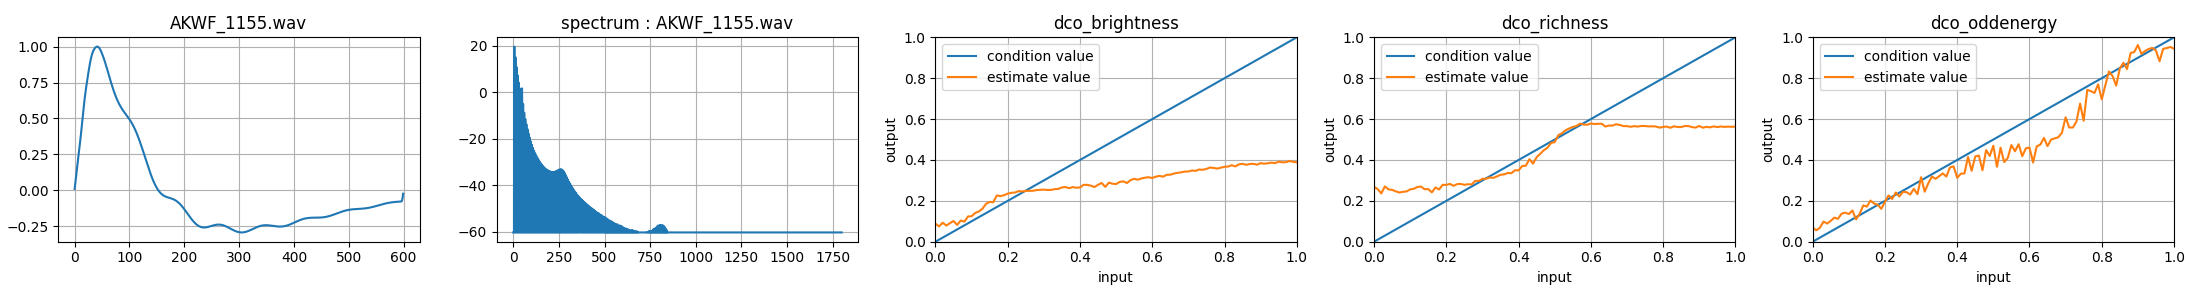 AKWF_1155.wav
1.00
0.75
0.50
0.25
0.00
−0.25
0 100 200 300 400 500 600
spectrum : AKWF_1155.wav
20
0
−20
−40
−60
0 250 500 750 1000 1250 1500 1750
dco_brightness
condition value
estimate value
output
1.0
0.8
0.6
0.4
0.2
0.0
0.0 0.2 0.4 0.6 0.8 1.0
input
dco_richness
condition value
estimate value
output
1.0
0.8
0.6
0.4
0.2
0.0
0.0 0.2 0.4 0.6 0.8 1.0
input
dco_oddenergy
condition value
estimate value
output
1.0
0.8
0.6
0.4
0.2
0.0
0.0 0.2 0.4 0.6 0.8 1.0
input